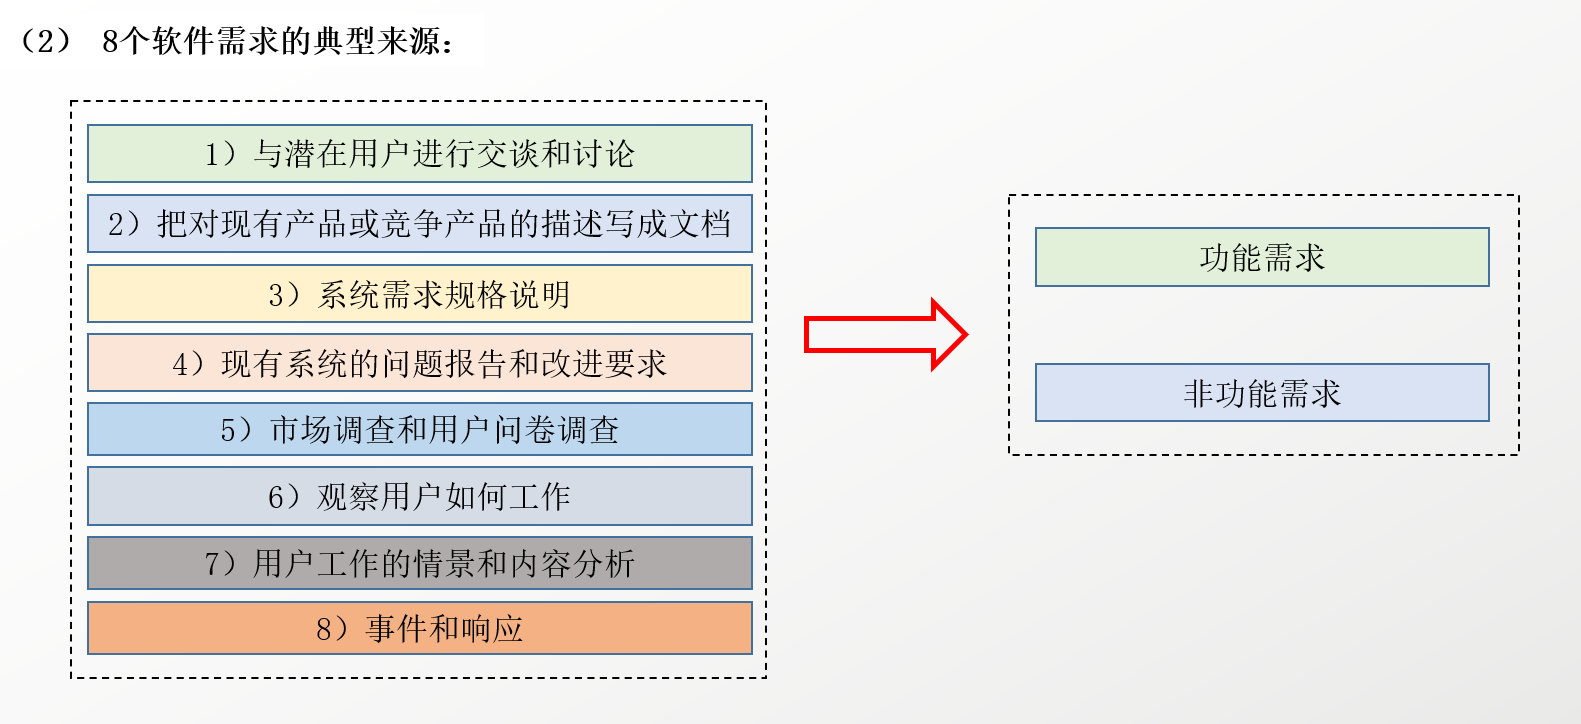 （2） 8个软件需求的典型来源：
1）与潜在用户进行交谈和讨论
2）把对现有产品或竞争产品的描述写成文档
3）系统需求规格说明
4）现有系统的问题报告和改进要求
5）市场调查和用户问卷调查
6）观察用户如何工作
7）用户工作的情景和内容分析
8）事件和响应
功能需求
非功能需求